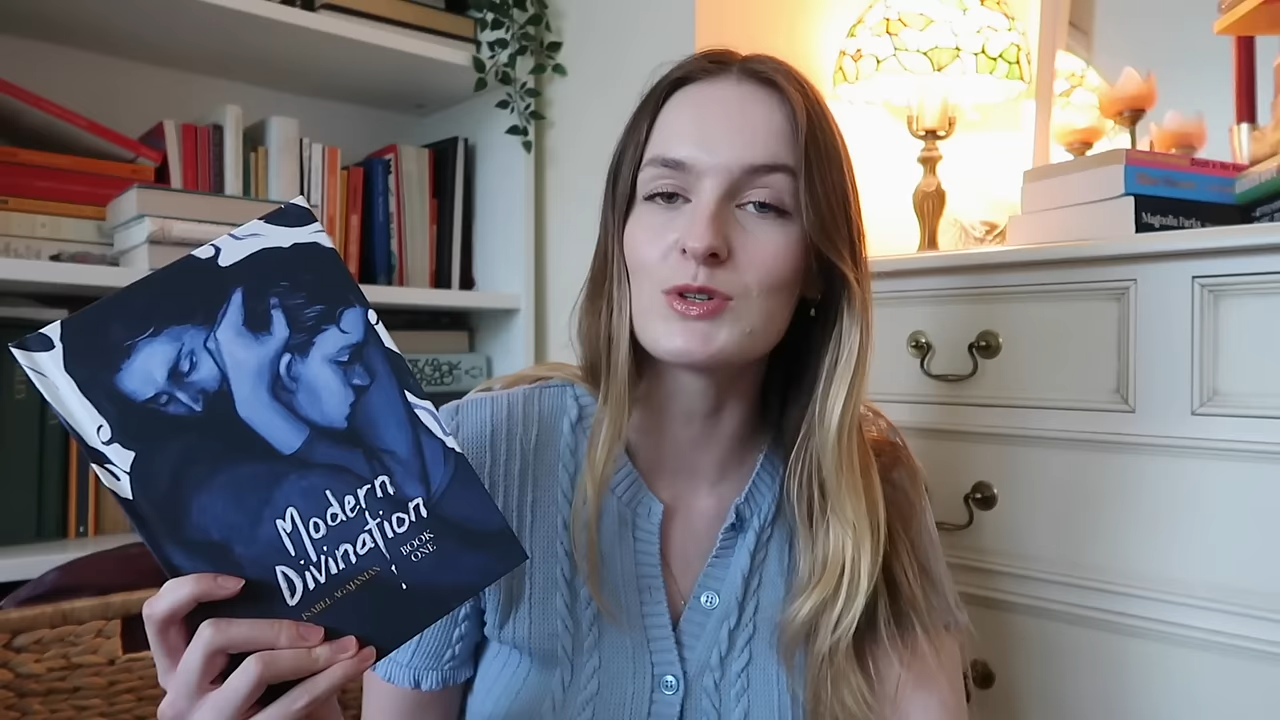 Modern
Divination
BOOK
ONE
ISABEL AGAJANIAN
Magnolia Parks